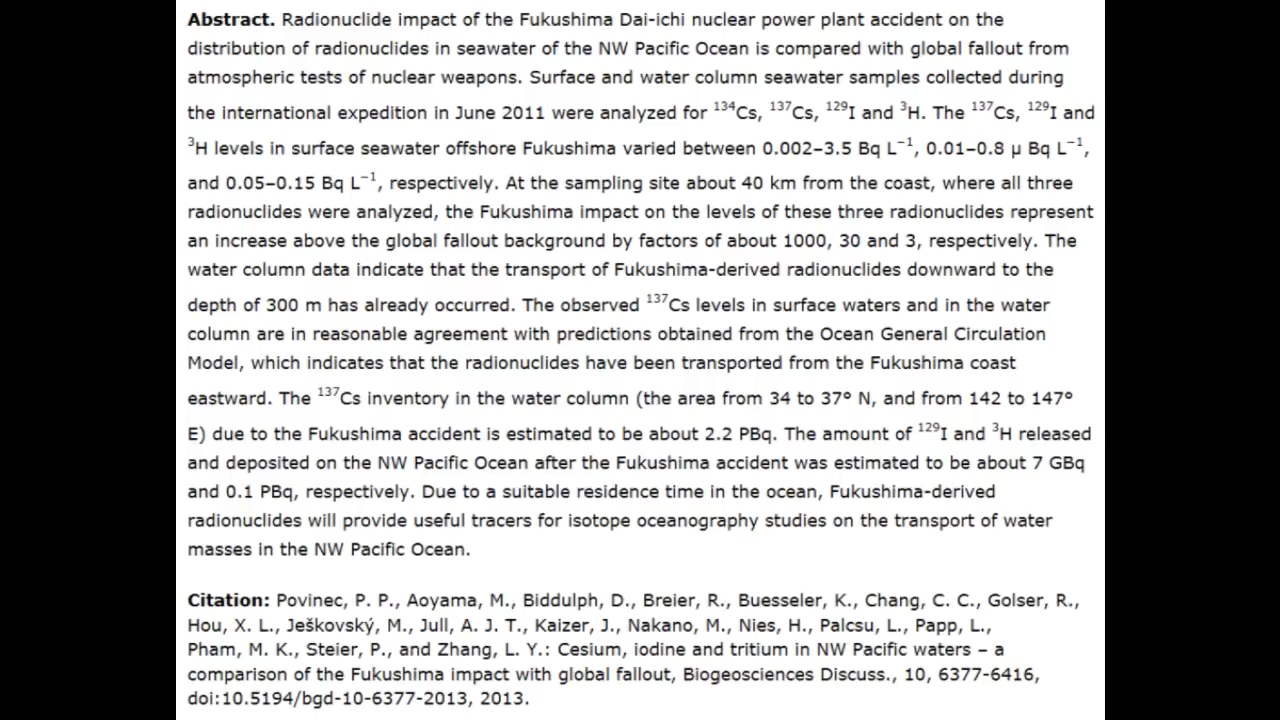 Abstract. Radionuclide impact of the Fukushima Dai-ichi nuclear power plant accident on the
distribution of radionuclides in seawater of the NW Pacific Ocean is compared with global fallout from
atmospheric tests of nuclear weapons. Surface and water column seawater samples collected during
the international expedition in June 2011 were analyzed for ¹³⁴Cs, ¹³⁷Cs, ¹²⁹I and ³H. The ¹³⁷Cs, ¹²⁹I and
³H levels in surface seawater offshore Fukushima varied between 0.002–3.5 Bq L⁻¹, 0.01–0.8 μ Bq L⁻¹,
and 0.05–0.15 Bq L⁻¹, respectively. At the sampling site about 40 km from the coast, where all three
radionuclides were analyzed, the Fukushima impact on the levels of these three radionuclides represent
an increase above the global fallout background by factors of about 1000, 30 and 3, respectively. The
water column data indicate that the transport of Fukushima-derived radionuclides downward to the
depth of 300 m has already occurred. The observed ¹³⁷Cs levels in surface waters and in the water
column are in reasonable agreement with predictions obtained from the Ocean General Circulation
Model, which indicates that the radionuclides have been transported from the Fukushima coast
eastward. The ¹³⁷Cs inventory in the water column (the area from 34 to 37° N, and from 142 to 147°
E) due to the Fukushima accident is estimated to be about 2.2 PBq. The amount of ¹²⁹I and ³H released
and deposited on the NW Pacific Ocean after the Fukushima accident was estimated to be about 7 GBq
and 0.1 PBq, respectively. Due to a suitable residence time in the ocean, Fukushima-derived
radionuclides will provide useful tracers for isotope oceanography studies on the transport of water
masses in the NW Pacific Ocean.
Citation: Povinec, P. P., Aoyama, M., Biddulph, D., Breier, R., Buesseler, K., Chang, C. C., Golser, R.,
Hou, X. L., Ješkovský, M., Jull, A. J. T., Kaizer, J., Nakano, M., Nies, H., Palcsu, L., Papp, L.,
Pham, M. K., Steier, P., and Zhang, L. Y.: Cesium, iodine and tritium in NW Pacific waters – a
comparison of the Fukushima impact with global fallout, Biogeosciences Discuss., 10, 6377-6416,
doi:10.5194/bgd-10-6377-2013, 2013.